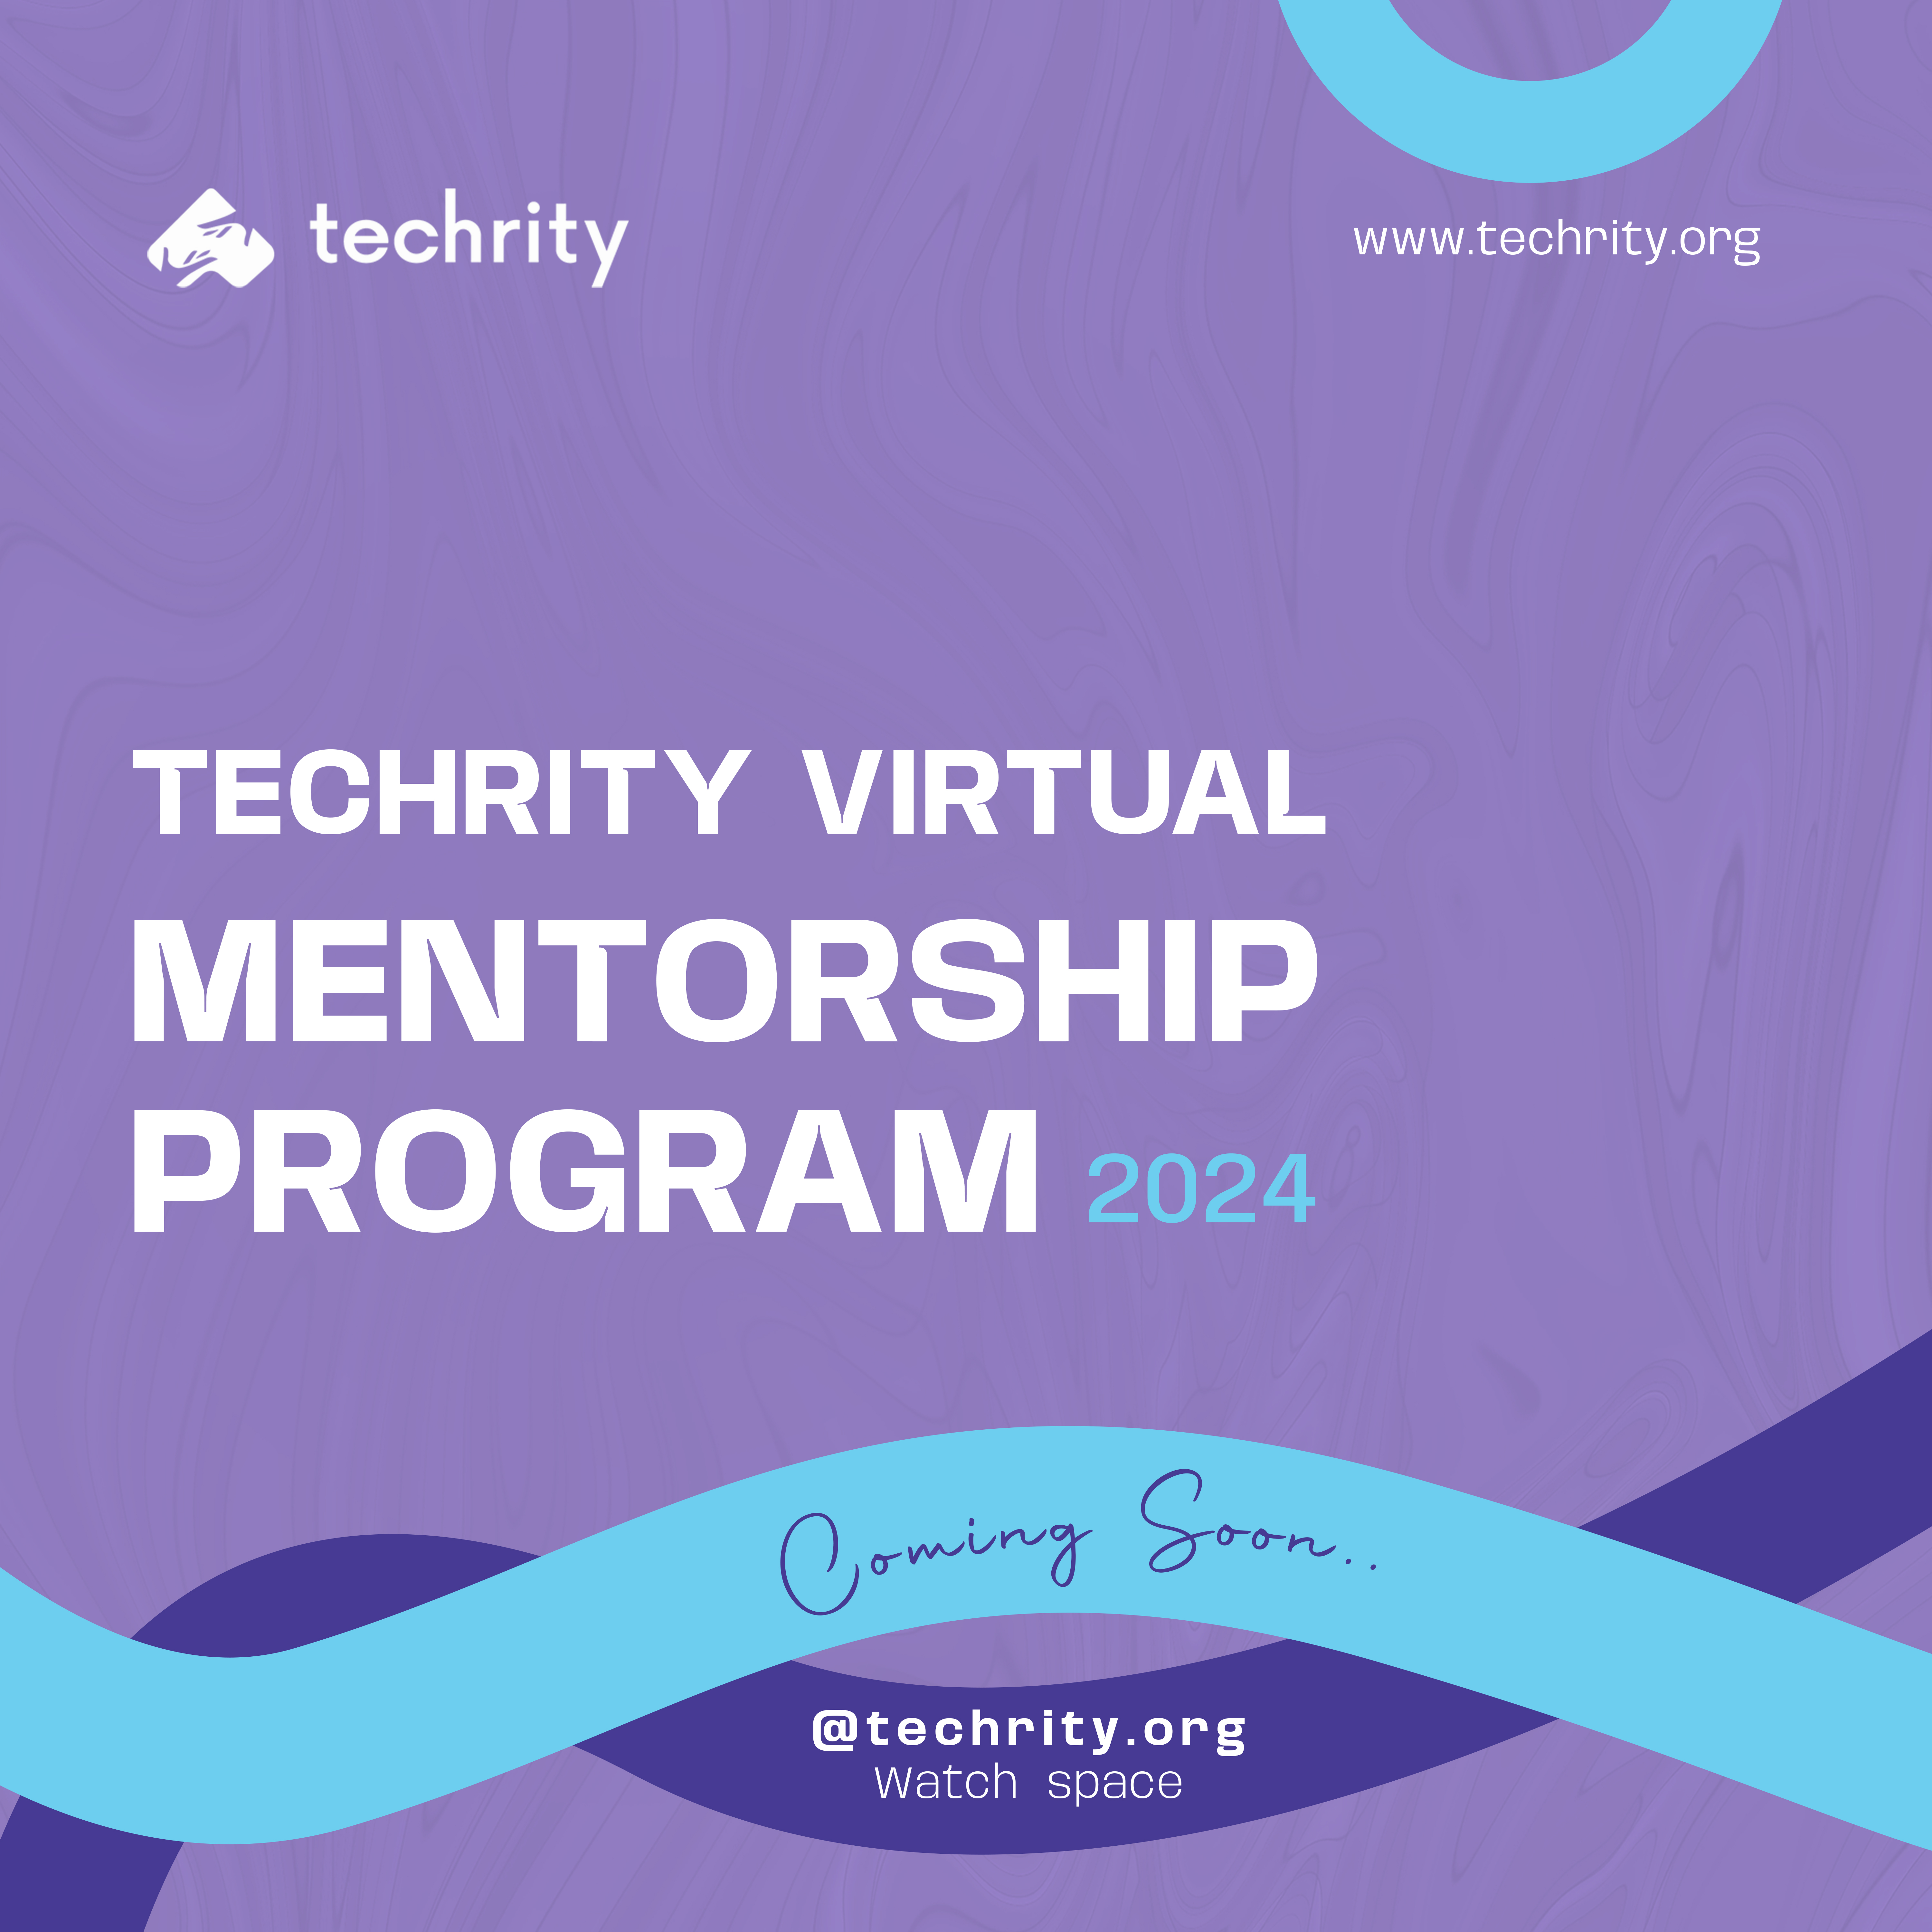 techrity
www.techrity.org
TECHRITY VIRTUAL
MENTORSHIP
PROGRAM 2024
Coming Soon..
@techrity.org
Watch space